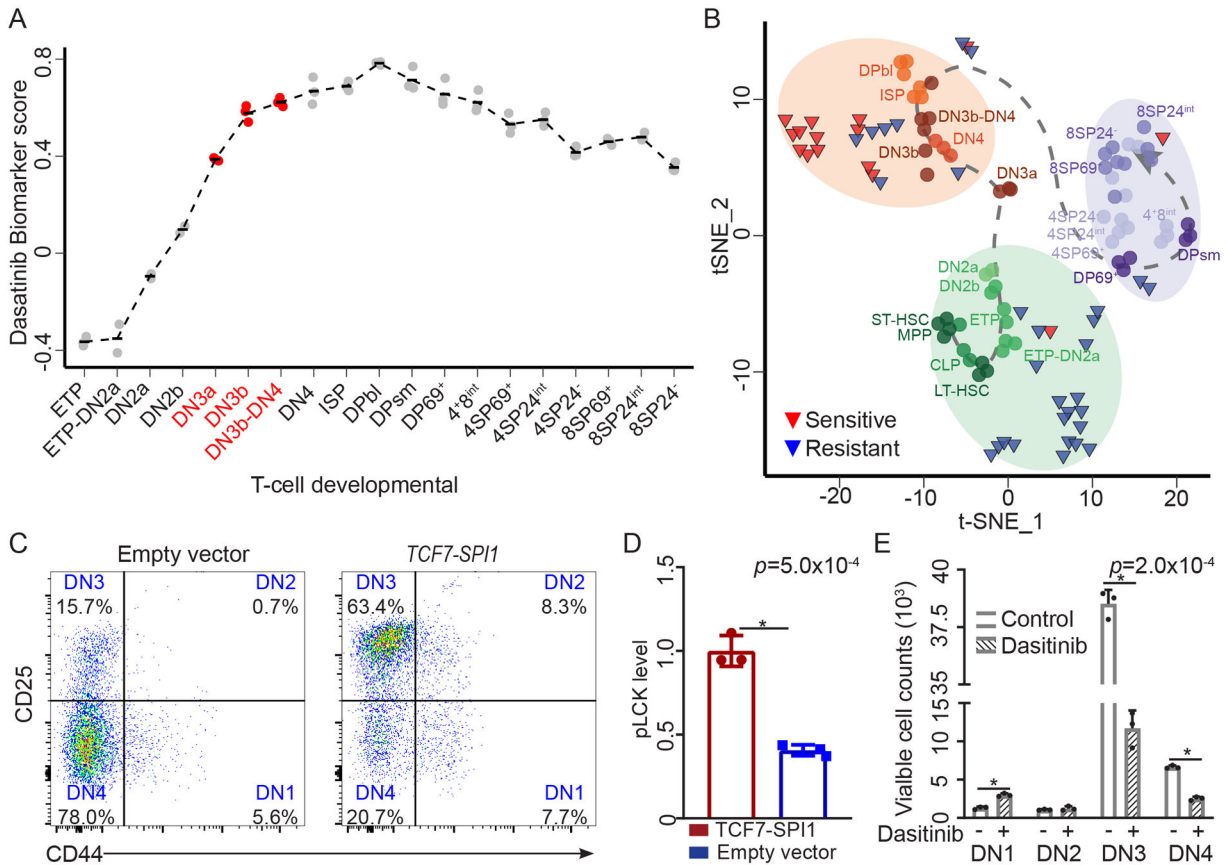 A
Dasatinib Biomarker score
0.8
0.4
0
-0.4
ETP
ETP-DN2a
DN2a
DN2b
DN3a
DN3b
DN3b-DN4
DN4
ISP
DPbl
DPsm
DP69+
4+8int
4SP69+
4SP24int
4SP24-
8SP69+
8SP24int
8SP24-
T-cell developmental
B
tSNE_2
10
0
-10
DPbl
ISP
DN3b-DN4
DN4
DN3b
DN3a
8SP24int
8SP24-
8SP69+
4SP24-
4+8int
4SP24int
4SP69+
DPsm
DP69+
DN2a
DN2b
ETP
ST-HSC
MPP
ETP-DN2a
CLP
LT-HSC
Sensitive
Resistant
-20
-10
0
10
20
t-SNE_1
C
Empty vector
TCF7-SPI1
DN3
15.7%
DN2
0.7%
DN4
78.0%
DN1
5.6%
DN3
63.4%
DN2
8.3%
DN4
20.7%
DN1
7.7%
CD25
CD44
D
p=5.0x10-4
pLCK level
1.5
1.0
0.5
0
*
TCF7-SPI1
Empty vector
E
p=2.0x10-4
Vialble cell counts (103)
40
37.5
35
15
10
5
0
Control
Dasitinib
*
*
*
Dasitinib
- + - + - + - +
DN1 DN2 DN3 DN4